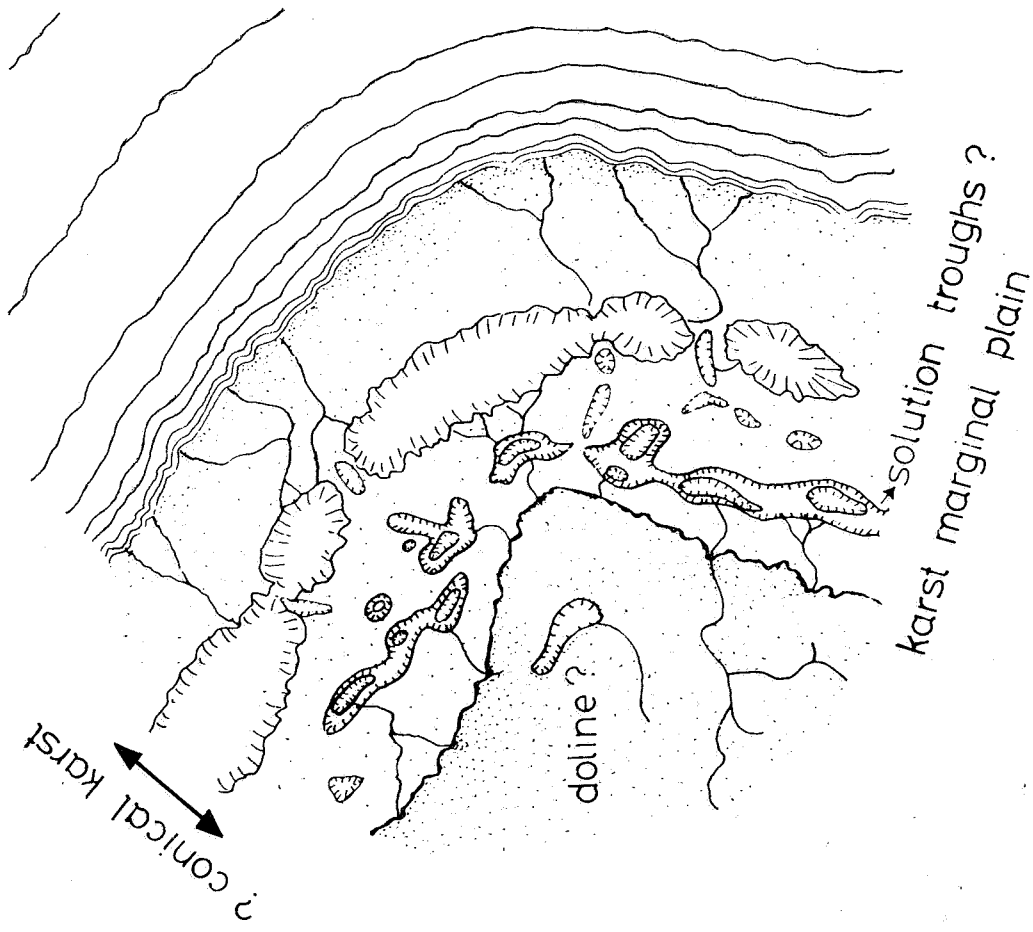 ? conical karst
doline ?
solution troughs ?
karst marginal plain